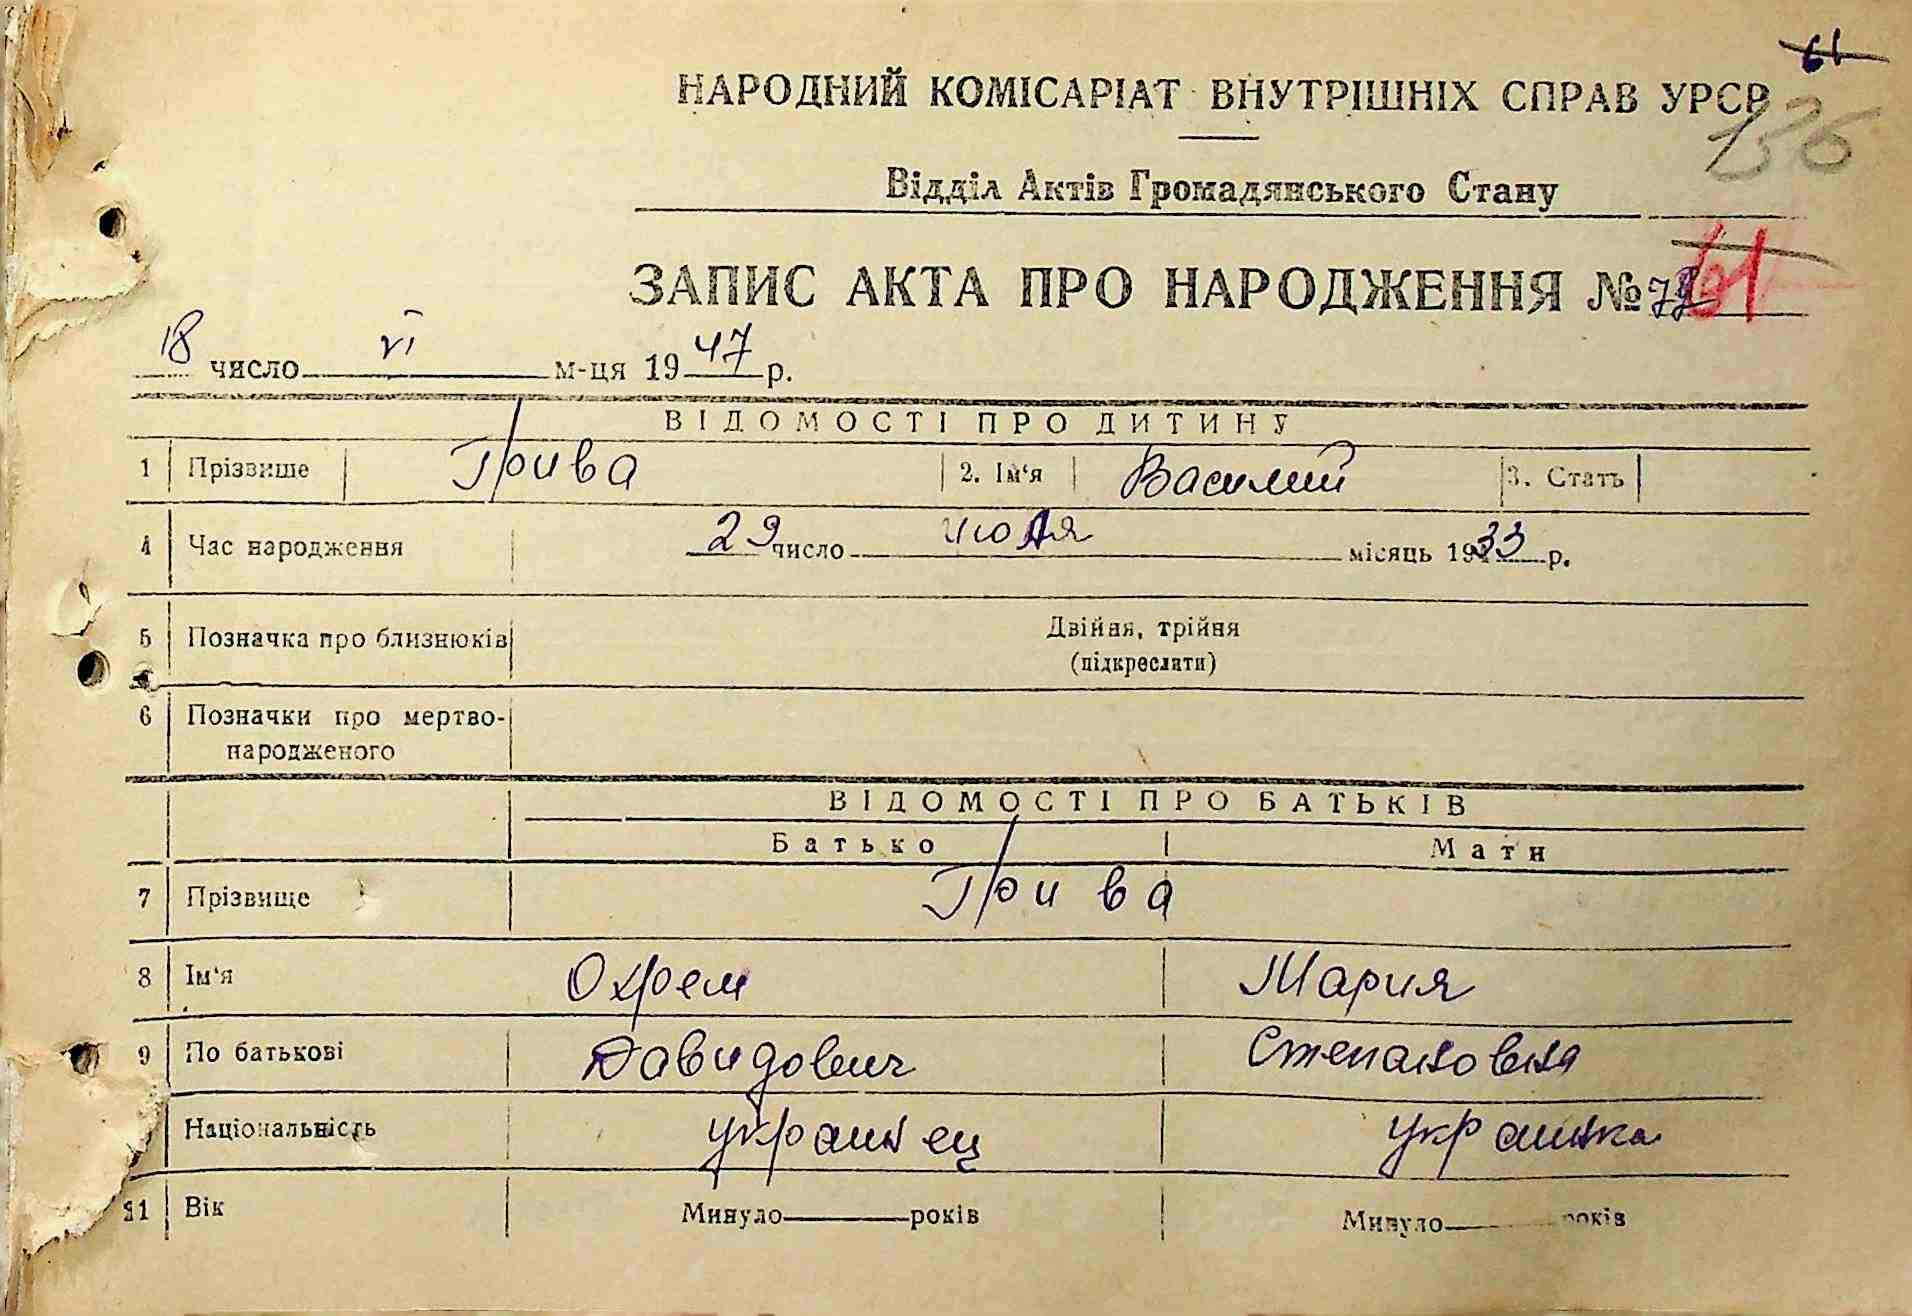 61
НАРОДНИЙ КОМІСАРІАТ ВНУТРІШНІХ СПРАВ УРСР
136
Відділ Актів Громадянського Стану
ЗАПИС АКТА ПРО НАРОДЖЕННЯ № 61
18 число VI м-ця 1947 р.
ВІДОМОСТІ ПРО ДИТИНУ
1 Прізвище Грива 2. Ім'я Василий 3. Стать
4 Час народження 29 число июля місяць 1933 р.
5 Позначка про близнюків Двійня, трійня
(підкреслити)
6 Позначки про мертво-
народженого
ВІДОМОСТІ ПРО БАТЬКІВ
Батько Мати
7 Прізвище Грива
8 Ім'я Охрем Мария
9 По батькові Давидович Степановна
Національність украинец украинка
11 Вік Минуло років Минуло років